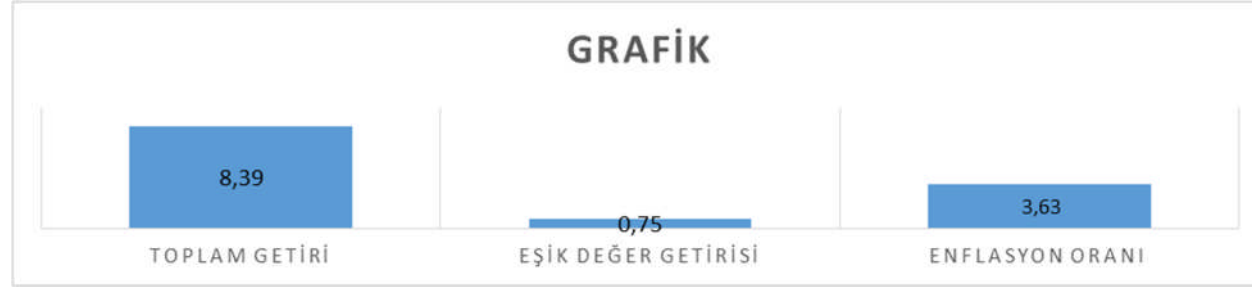 GRAFİK
8,39
0,75
3,63
TOPLAM GETİRİ
EŞİK DEĞER GETİRİSİ
ENFLASYON ORANI